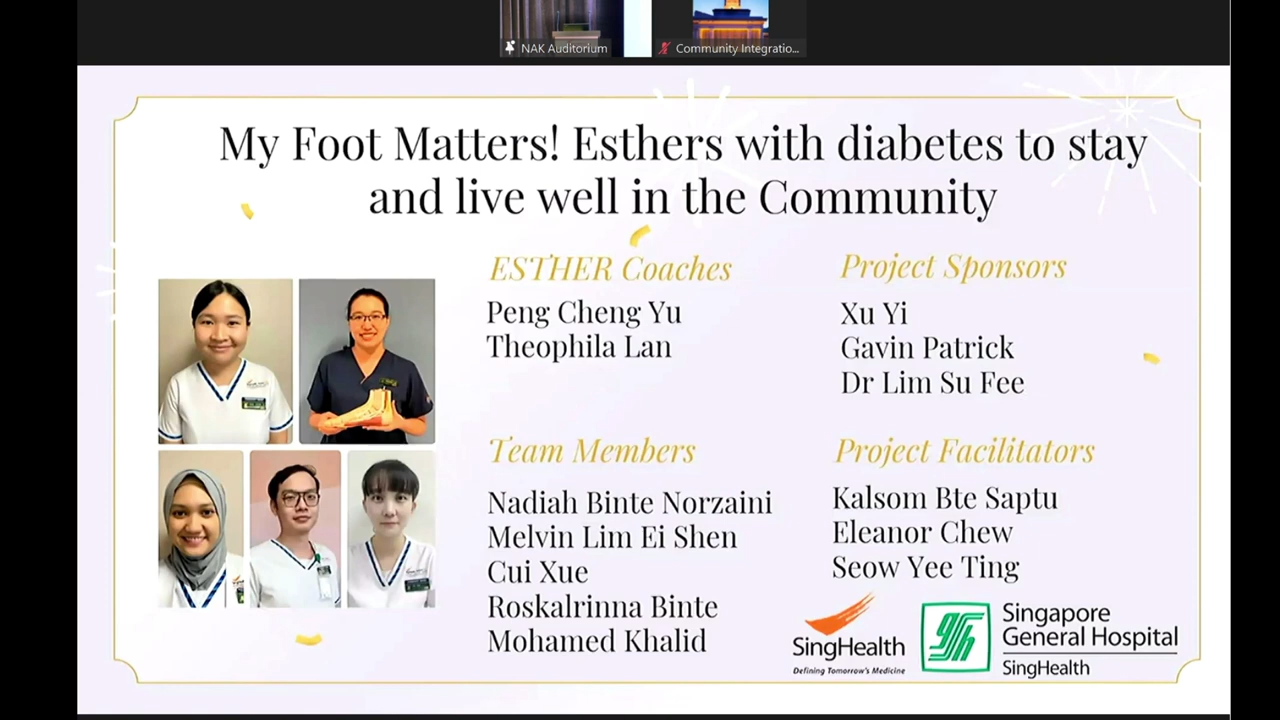 NAK Auditorium
Community Integratio...
My Foot Matters! Esthers with diabetes to stay
and live well in the Community
ESTHER Coaches
Peng Cheng Yu
Theophila Lan
Project Sponsors
Xu Yi
Gavin Patrick
Dr Lim Su Fee
Team Members
Nadiah Binte Norzaini
Melvin Lim Ei Shen
Cui Xue
Roskalrinna Binte
Mohamed Khalid
Project Facilitators
Kalsom Bte Saptu
Eleanor Chew
Seow Yee Ting
SingHealth
Defining Tomorrow's Medicine
Singapore
General Hospital
SingHealth